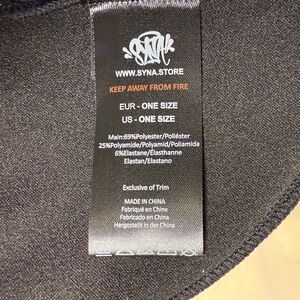 SYNA
WWW.SYNA.STORE
KEEP AWAY FROM FIRE
EUR - ONE SIZE
US - ONE SIZE
Main:69%Polyester/Poliéster
25%Polyamide/Polyamid/Poliamida
6%Elastane/Élasthanne
Elastan/Elastano
Exclusive of Trim
MADE IN CHINA
Fabriqué en Chine
Fabricado en China
Hergestellt in der China